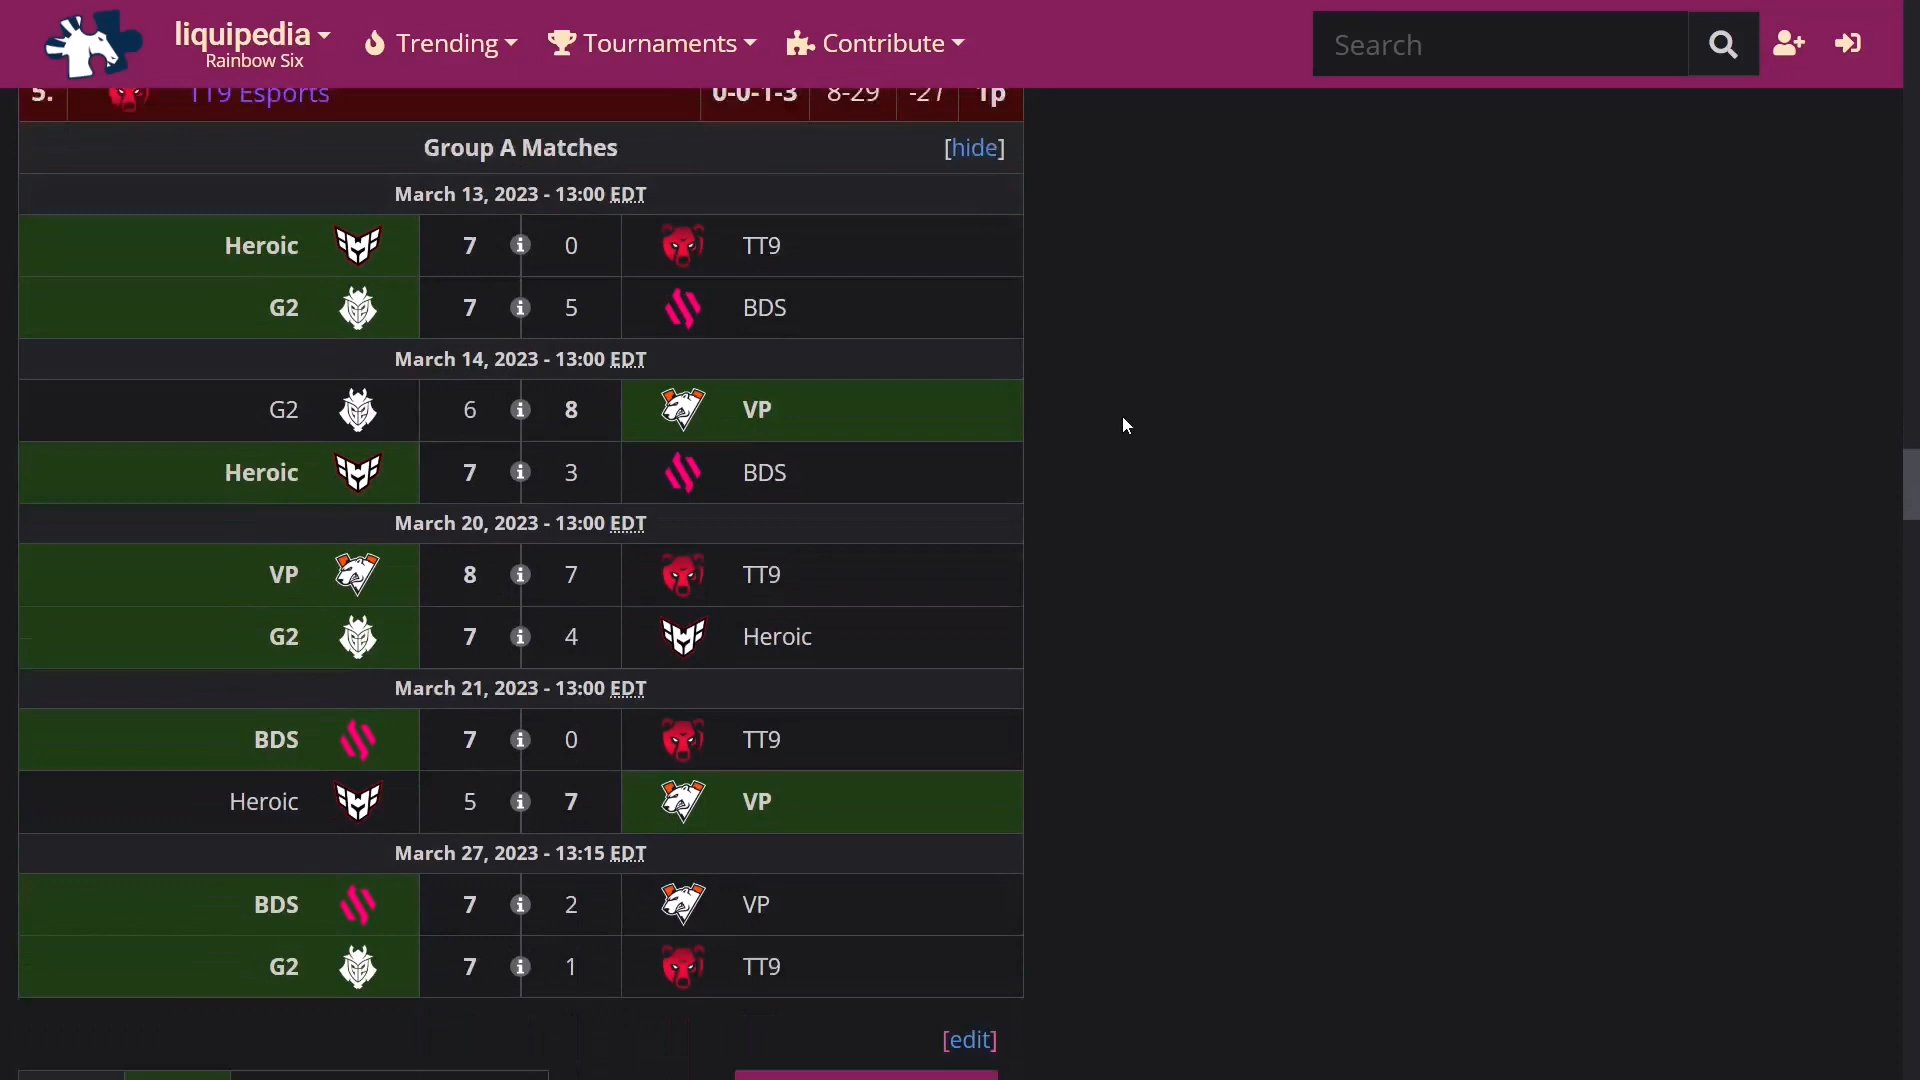 liquipedia
Rainbow Six
Trending
Tournaments
Contribute
Search
5. TT9 Esports 0-0-1-3 8-29 -21 1p
Group A Matches [hide]
March 13, 2023 - 13:00 EDT
Heroic 7 0 TT9
G2 7 5 BDS
March 14, 2023 - 13:00 EDT
G2 6 8 VP
Heroic 7 3 BDS
March 20, 2023 - 13:00 EDT
VP 8 7 TT9
G2 7 4 Heroic
March 21, 2023 - 13:00 EDT
BDS 7 0 TT9
Heroic 5 7 VP
March 27, 2023 - 13:15 EDT
BDS 7 2 VP
G2 7 1 TT9
[edit]